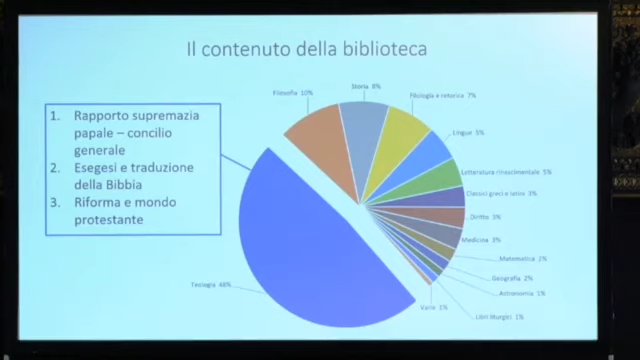 Il contenuto della biblioteca
1. Rapporto supremazia
papale – concilio
generale
2. Esegesi e traduzione
della Bibbia
3. Riforma e mondo
protestante
Filosofia 10%
Storia 8%
Filologia e retorica 7%
Lingue 5%
Letteratura rinascimentale 5%
Classici greci e latini 3%
Diritto 3%
Medicina 3%
Matematica 2%
Geografia 2%
Astronomia 1%
Libri liturgici 1%
Varie 1%
Teologia 48%